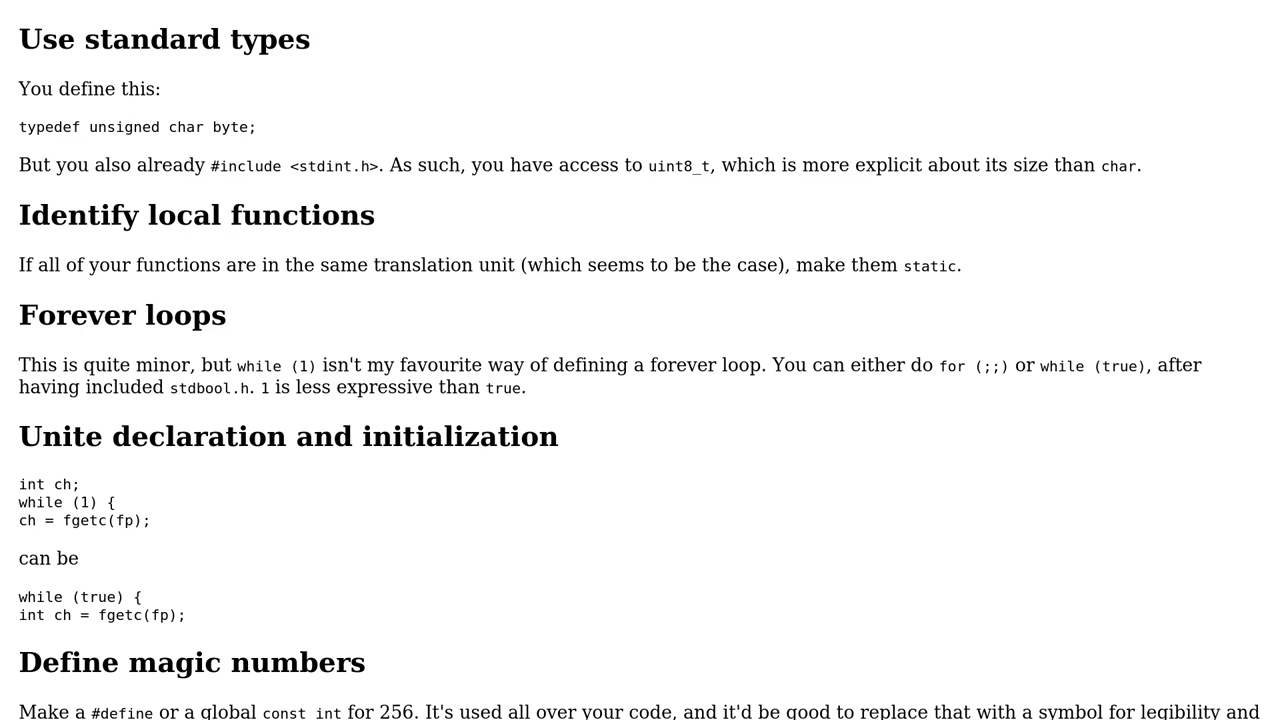 Use standard types
You define this:
typedef unsigned char byte;
But you also already #include <stdint.h>. As such, you have access to uint8_t, which is more explicit about its size than char.
Identify local functions
If all of your functions are in the same translation unit (which seems to be the case), make them static.
Forever loops
This is quite minor, but while (1) isn't my favourite way of defining a forever loop. You can either do for (;;) or while (true), after
having included stdbool.h. 1 is less expressive than true.
Unite declaration and initialization
int ch;
while (1) {
ch = fgetc(fp);
can be
while (true) {
int ch = fgetc(fp);
Define magic numbers
Make a #define or a global const int for 256. It's used all over your code, and it'd be good to replace that with a symbol for legibility and